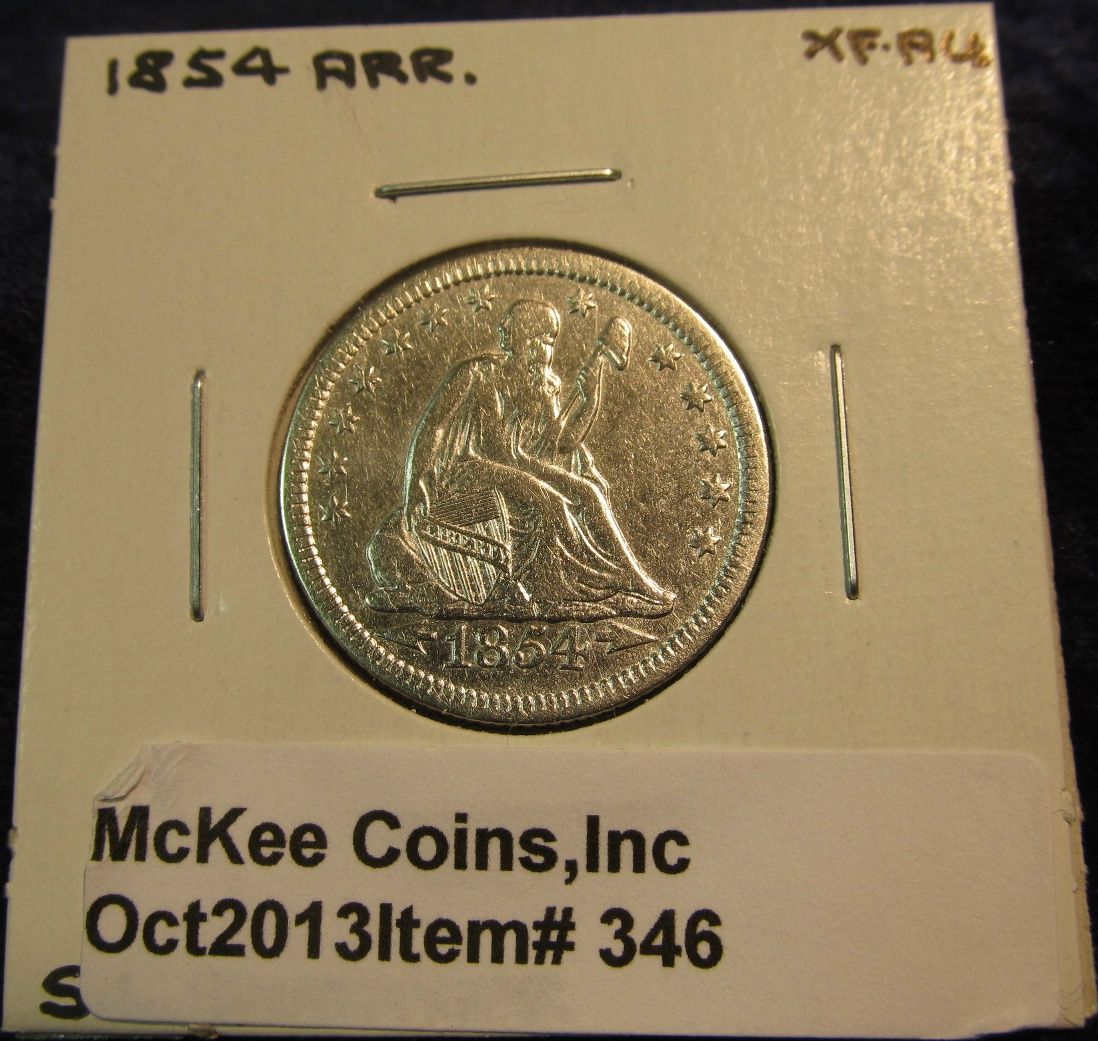 1854 ARR.
XF-AU
LIBERTY
1854
McKee Coins,Inc
Oct2013Item# 346
S